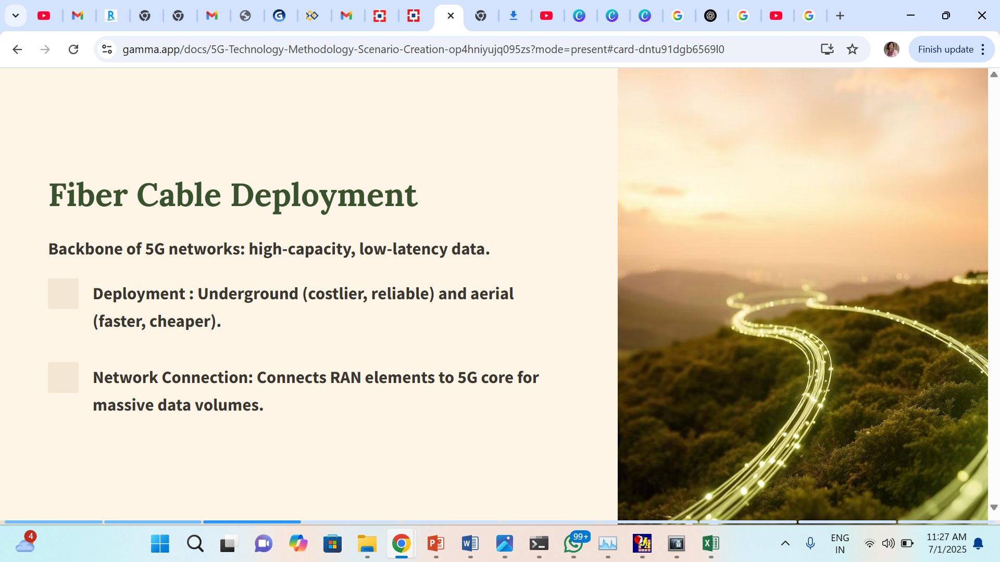 gamma.app/docs/5G-Technology-Methodology-Scenario-Creation-op4hniyujq095zs?mode=present#card-dntu91dgb6569l0
Finish update
Fiber Cable Deployment
Backbone of 5G networks: high-capacity, low-latency data.
Deployment : Underground (costlier, reliable) and aerial
(faster, cheaper).
Network Connection: Connects RAN elements to 5G core for
massive data volumes.
4
99+
ENG
IN
11:27 AM
7/1/2025